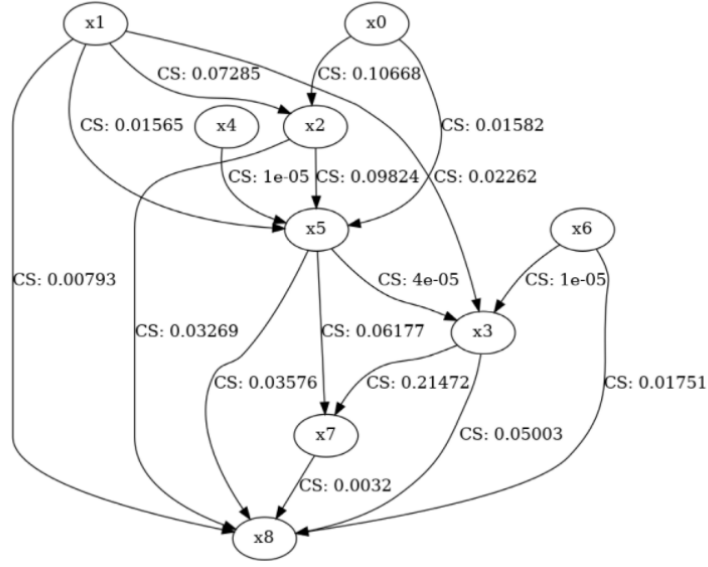 x1
x0
CS: 0.07285
CS: 0.10668
CS: 0.01565
x4
x2
CS: 0.01582
CS: 1e-05
CS: 0.09824
CS: 0.02262
x5
x6
CS: 0.00793
CS: 4e-05
CS: 1e-05
CS: 0.03269
CS: 0.06177
x3
CS: 0.03576
CS: 0.21472
CS: 0.01751
x7
CS: 0.05003
CS: 0.0032
x8